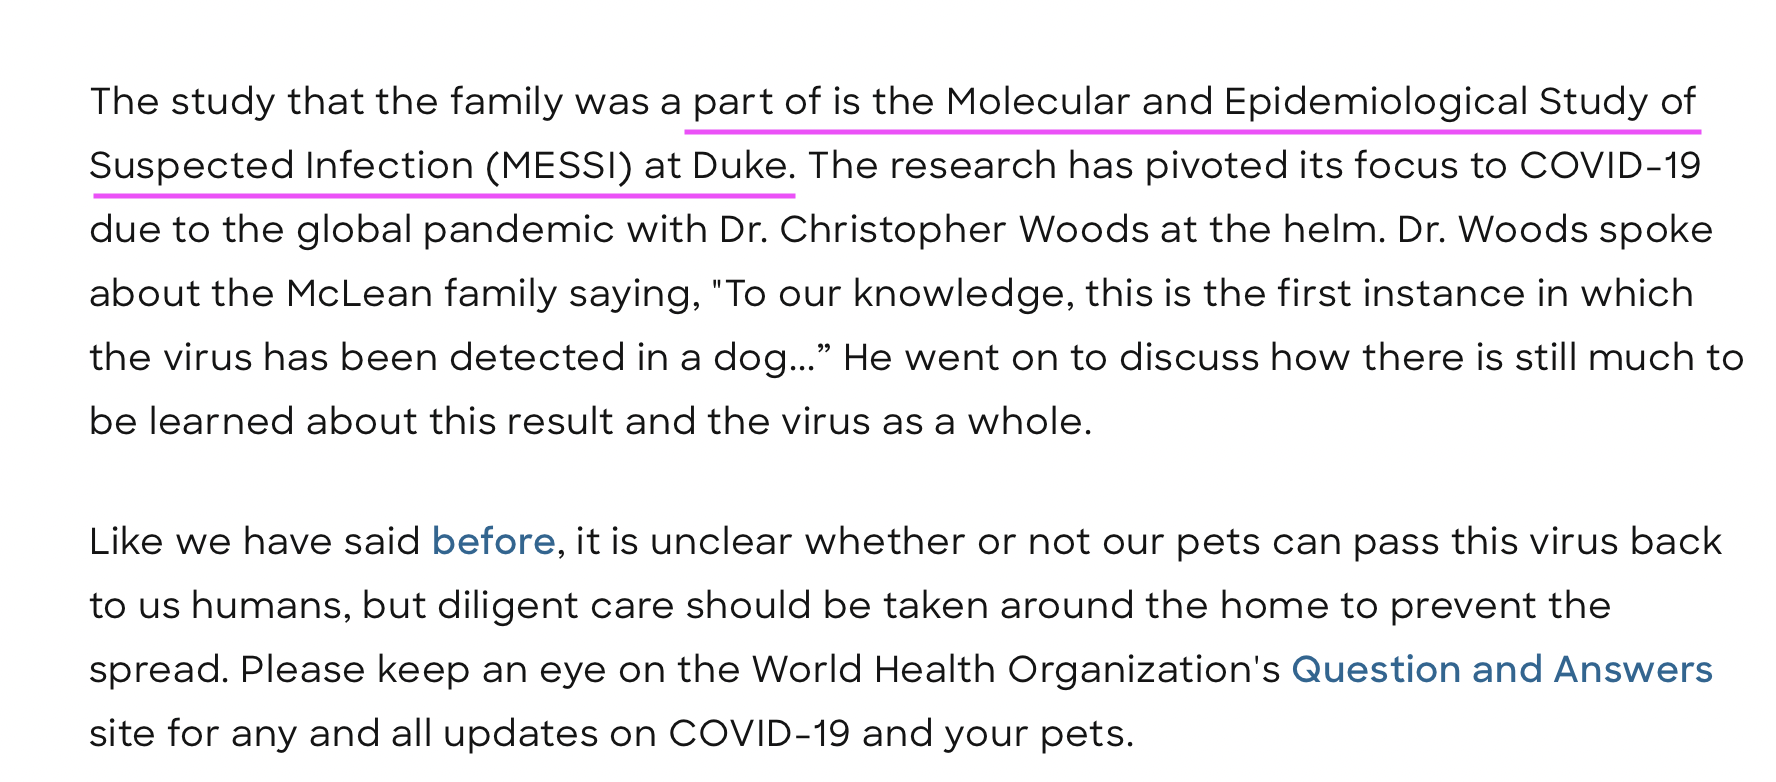 The study that the family was a part of is the Molecular and Epidemiological Study of
Suspected Infection (MESSI) at Duke. The research has pivoted its focus to COVID-19
due to the global pandemic with Dr. Christopher Woods at the helm. Dr. Woods spoke
about the McLean family saying, "To our knowledge, this is the first instance in which
the virus has been detected in a dog...” He went on to discuss how there is still much to
be learned about this result and the virus as a whole.
Like we have said before, it is unclear whether or not our pets can pass this virus back
to us humans, but diligent care should be taken around the home to prevent the
spread. Please keep an eye on the World Health Organization's Question and Answers
site for any and all updates on COVID-19 and your pets.